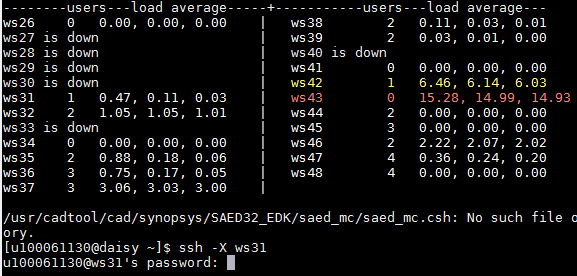 --------users---load average-----+-----------users---load average---
ws26    0   0.00, 0.00, 0.00     |   ws38    2   0.11, 0.03, 0.01
ws27 is down                     |   ws39    2   0.03, 0.01, 0.00
ws28 is down                     |   ws40 is down
ws29 is down                     |   ws41    0   0.00, 0.00, 0.00
ws30 is down                     |   ws42    1   6.46, 6.14, 6.03
ws31    1   0.47, 0.11, 0.03     |   ws43    0   15.28, 14.99, 14.93
ws32    2   1.05, 1.05, 1.01     |   ws44    2   0.00, 0.00, 0.00
ws33 is down                     |   ws45    3   0.00, 0.00, 0.00
ws34    0   0.00, 0.00, 0.00     |   ws46    2   2.22, 2.07, 2.02
ws35    2   0.88, 0.18, 0.06     |   ws47    4   0.36, 0.24, 0.20
ws36    3   0.75, 0.17, 0.05     |   ws48    4   0.00, 0.00, 0.00
ws37    3   3.06, 3.03, 3.00     |
/usr/cadtool/cad/synopsys/SAED32_EDK/saed_mc/saed_mc.csh: No such file o
ory.
[u100061130@daisy ~]$ ssh -X ws31
u100061130@ws31's password: